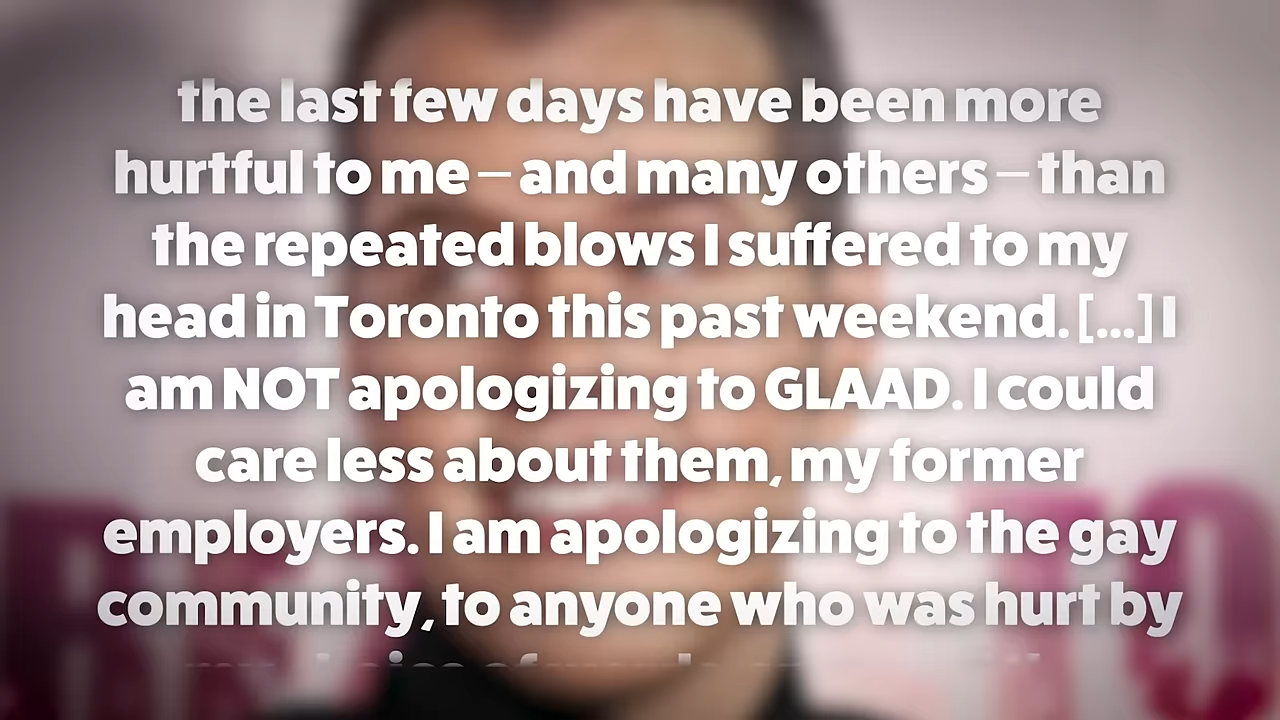 the last few days have been more
hurtful to me – and many others – than
the repeated blows I suffered to my
head in Toronto this past weekend. [...] I
am NOT apologizing to GLAAD. I could
care less about them, my former
employers. I am apologizing to the gay
community, to anyone who was hurt by